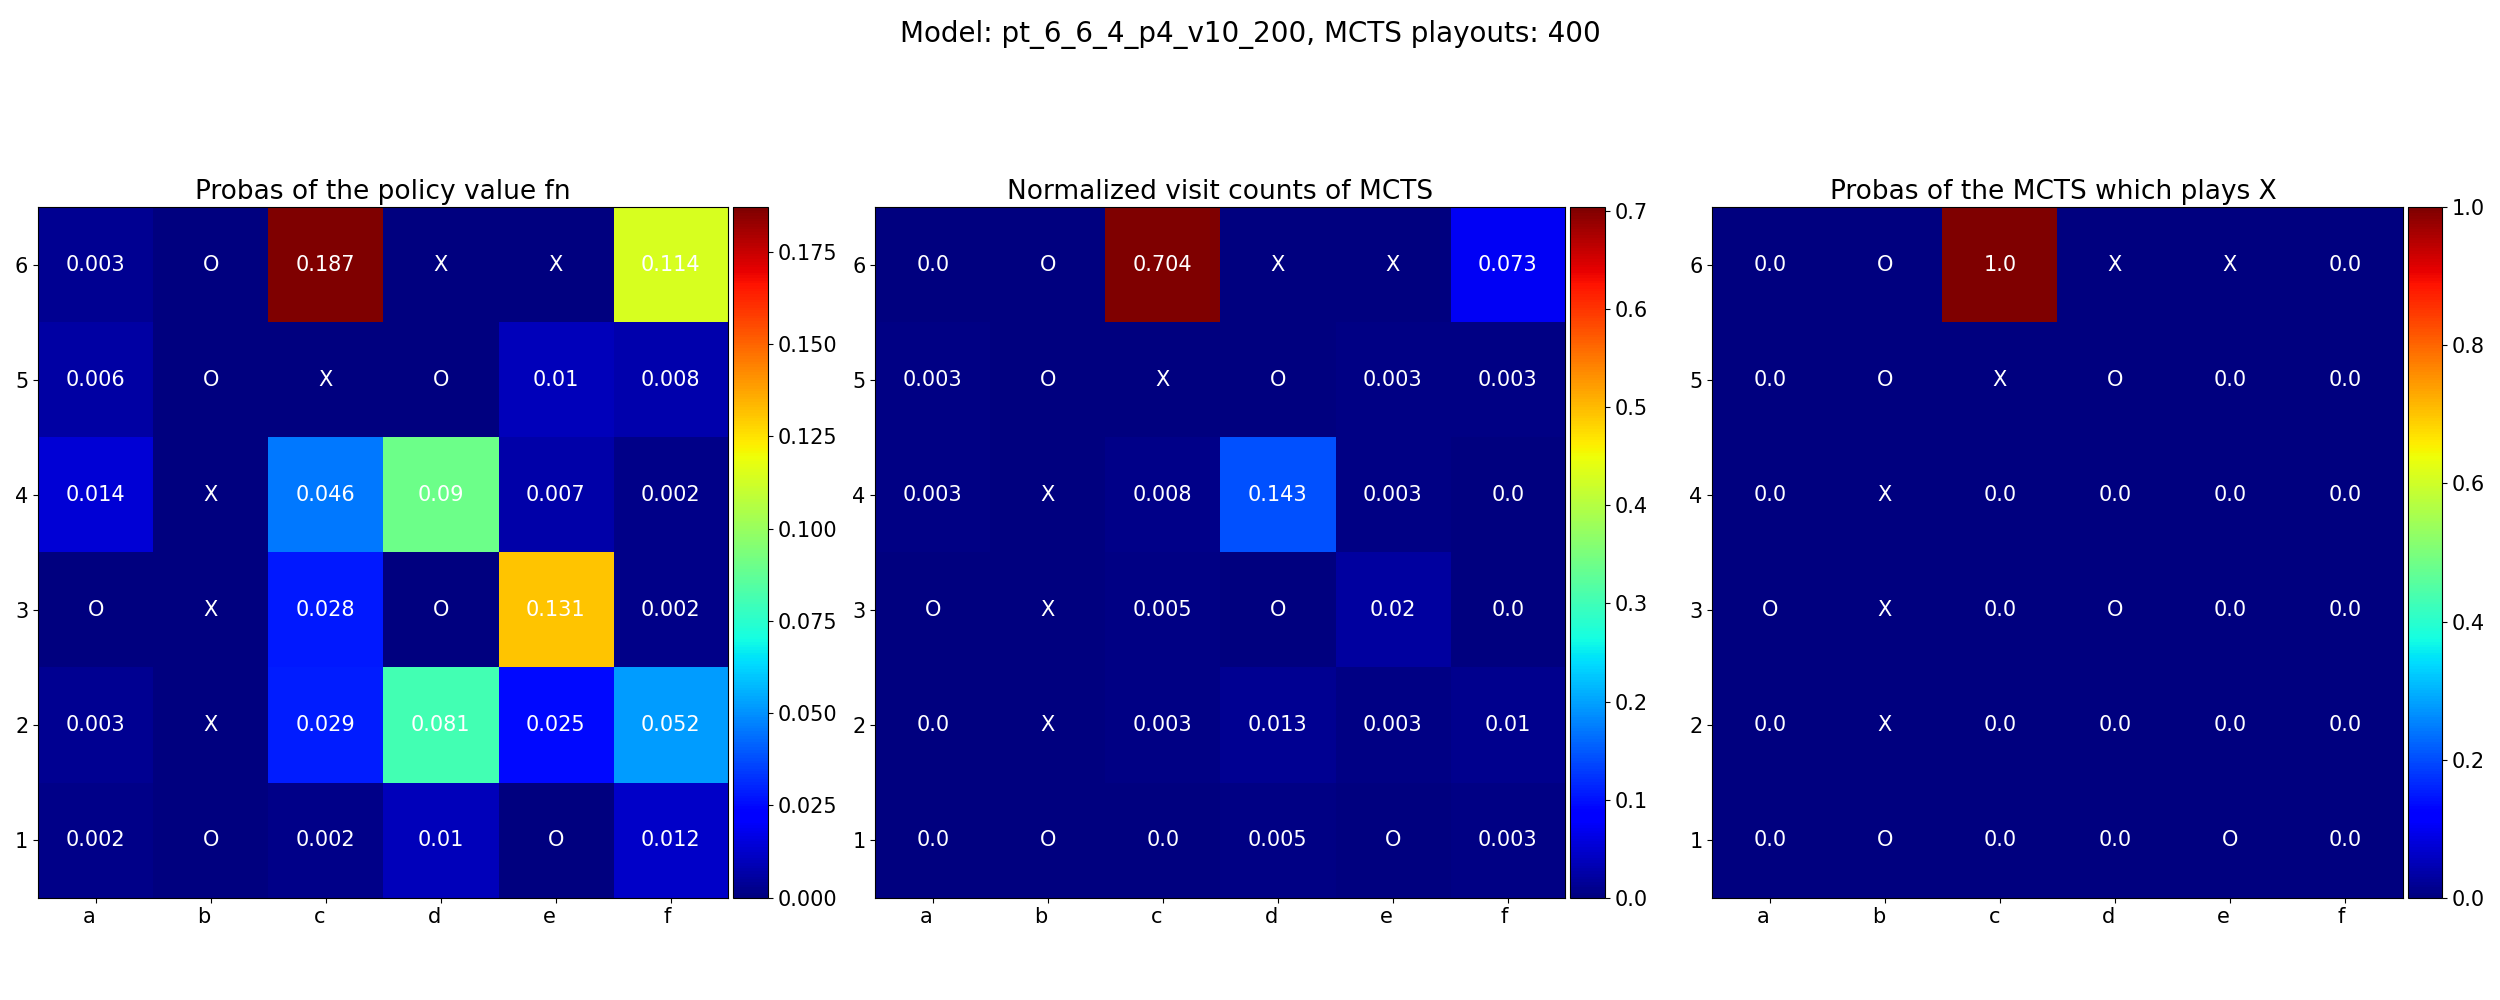 Model: pt_6_6_4_p4_v10_200, MCTS playouts: 400
Probas of the policy value fn
6 0.003 O 0.187 X X 0.114
5 0.006 O X O 0.01 0.008
4 0.014 X 0.046 0.09 0.007 0.002
3 O X 0.028 O 0.131 0.002
2 0.003 X 0.029 0.081 0.025 0.052
1 0.002 O 0.002 0.01 O 0.012
a b c d e f
0.175
0.150
0.125
0.100
0.075
0.050
0.025
0.000
Normalized visit counts of MCTS
6 0.0 O 0.704 X X 0.073
5 0.003 O X O 0.003 0.003
4 0.003 X 0.008 0.143 0.003 0.0
3 O X 0.005 O 0.02 0.0
2 0.0 X 0.003 0.013 0.003 0.01
1 0.0 O 0.0 0.005 O 0.003
a b c d e f
0.7
0.6
0.5
0.4
0.3
0.2
0.1
0.0
Probas of the MCTS which plays X
6 0.0 O 1.0 X X 0.0
5 0.0 O X O 0.0 0.0
4 0.0 X 0.0 0.0 0.0 0.0
3 O X 0.0 O 0.0 0.0
2 0.0 X 0.0 0.0 0.0 0.0
1 0.0 O 0.0 0.0 O 0.0
a b c d e f
1.0
0.8
0.6
0.4
0.2
0.0